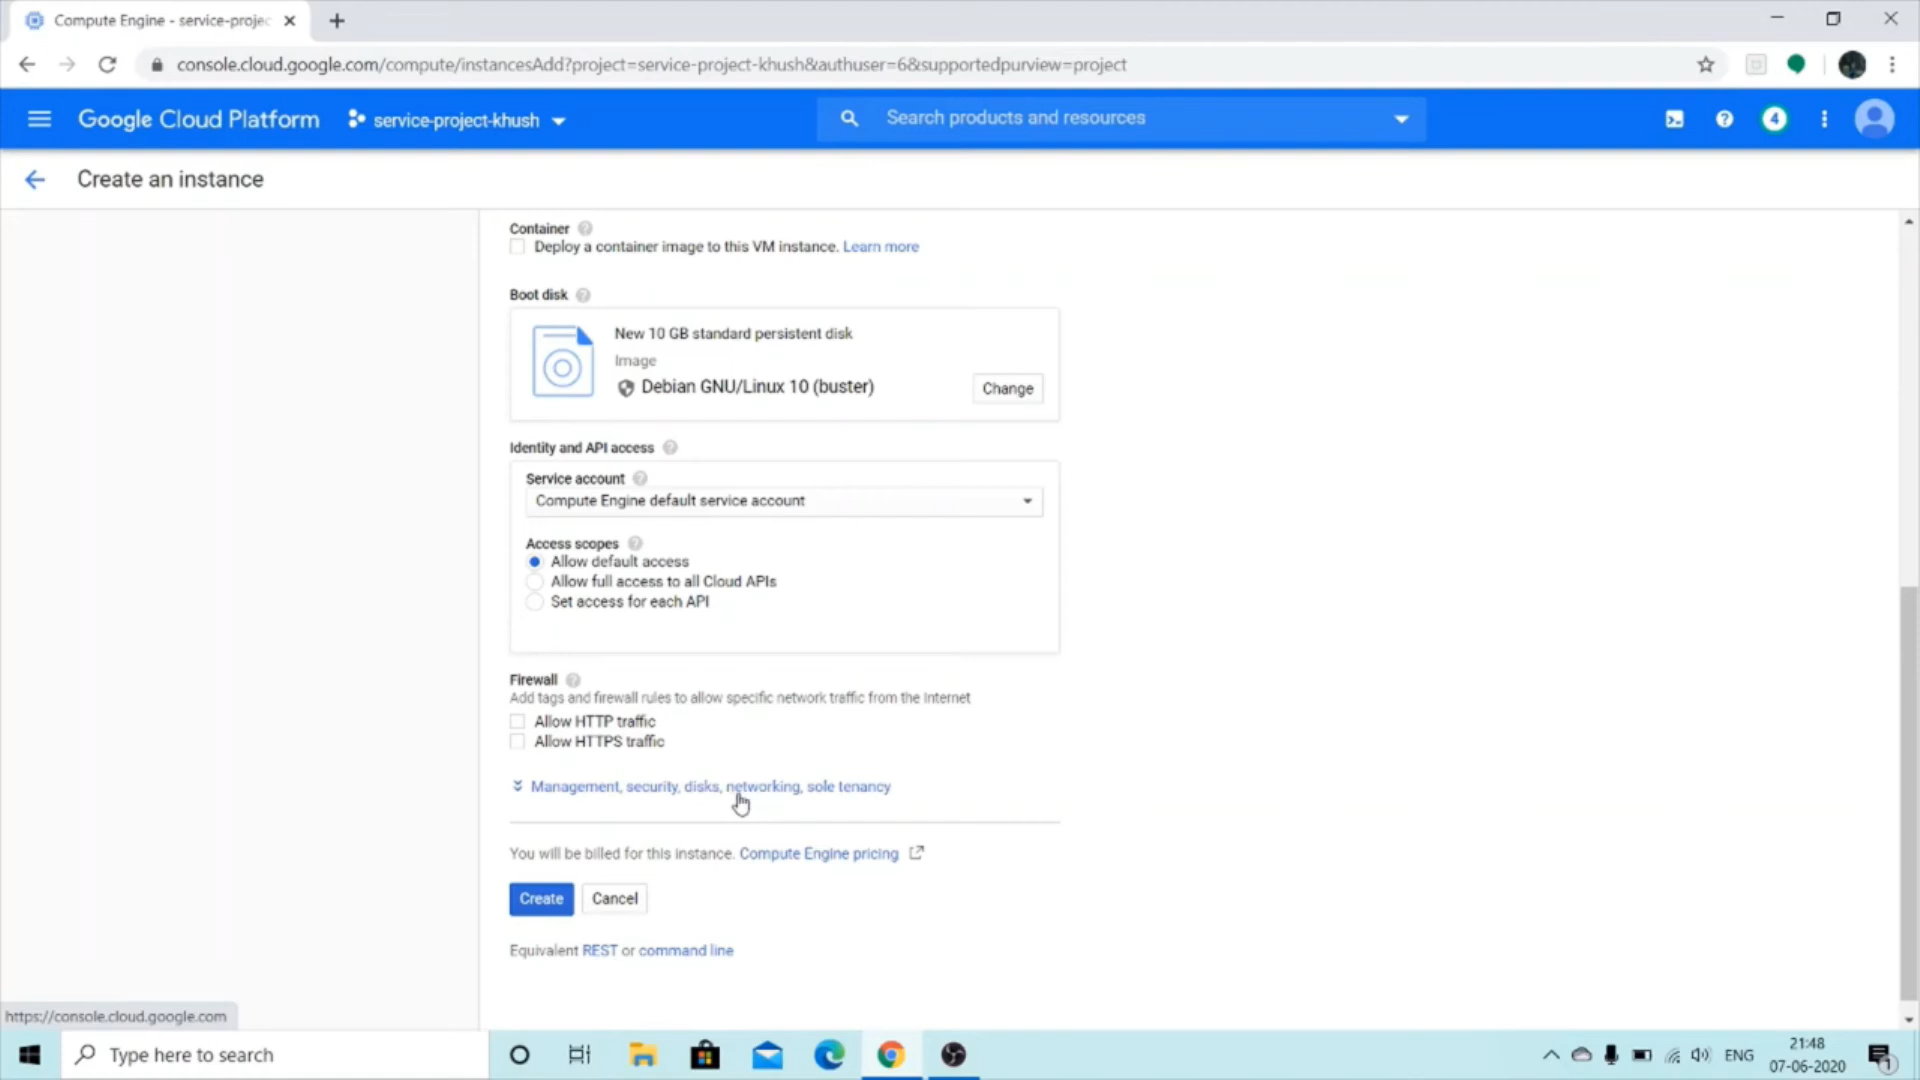 Compute Engine - service-projec
console.cloud.google.com/compute/instancesAdd?project=service-project-khush&authuser=6&supportedpurview=project
Google Cloud Platform
service-project-khush
Search products and resources
4
Create an instance
Container
Deploy a container image to this VM instance. Learn more
Boot disk
New 10 GB standard persistent disk
Image
Debian GNU/Linux 10 (buster)
Change
Identity and API access
Service account
Compute Engine default service account
Access scopes
Allow default access
Allow full access to all Cloud APIs
Set access for each API
Firewall
Add tags and firewall rules to allow specific network traffic from the Internet
Allow HTTP traffic
Allow HTTPS traffic
Management, security, disks, networking, sole tenancy
You will be billed for this instance. Compute Engine pricing
Create
Cancel
Equivalent REST or command line
https://console.cloud.google.com
Type here to search
ENG
21:48
07-06-2020
1